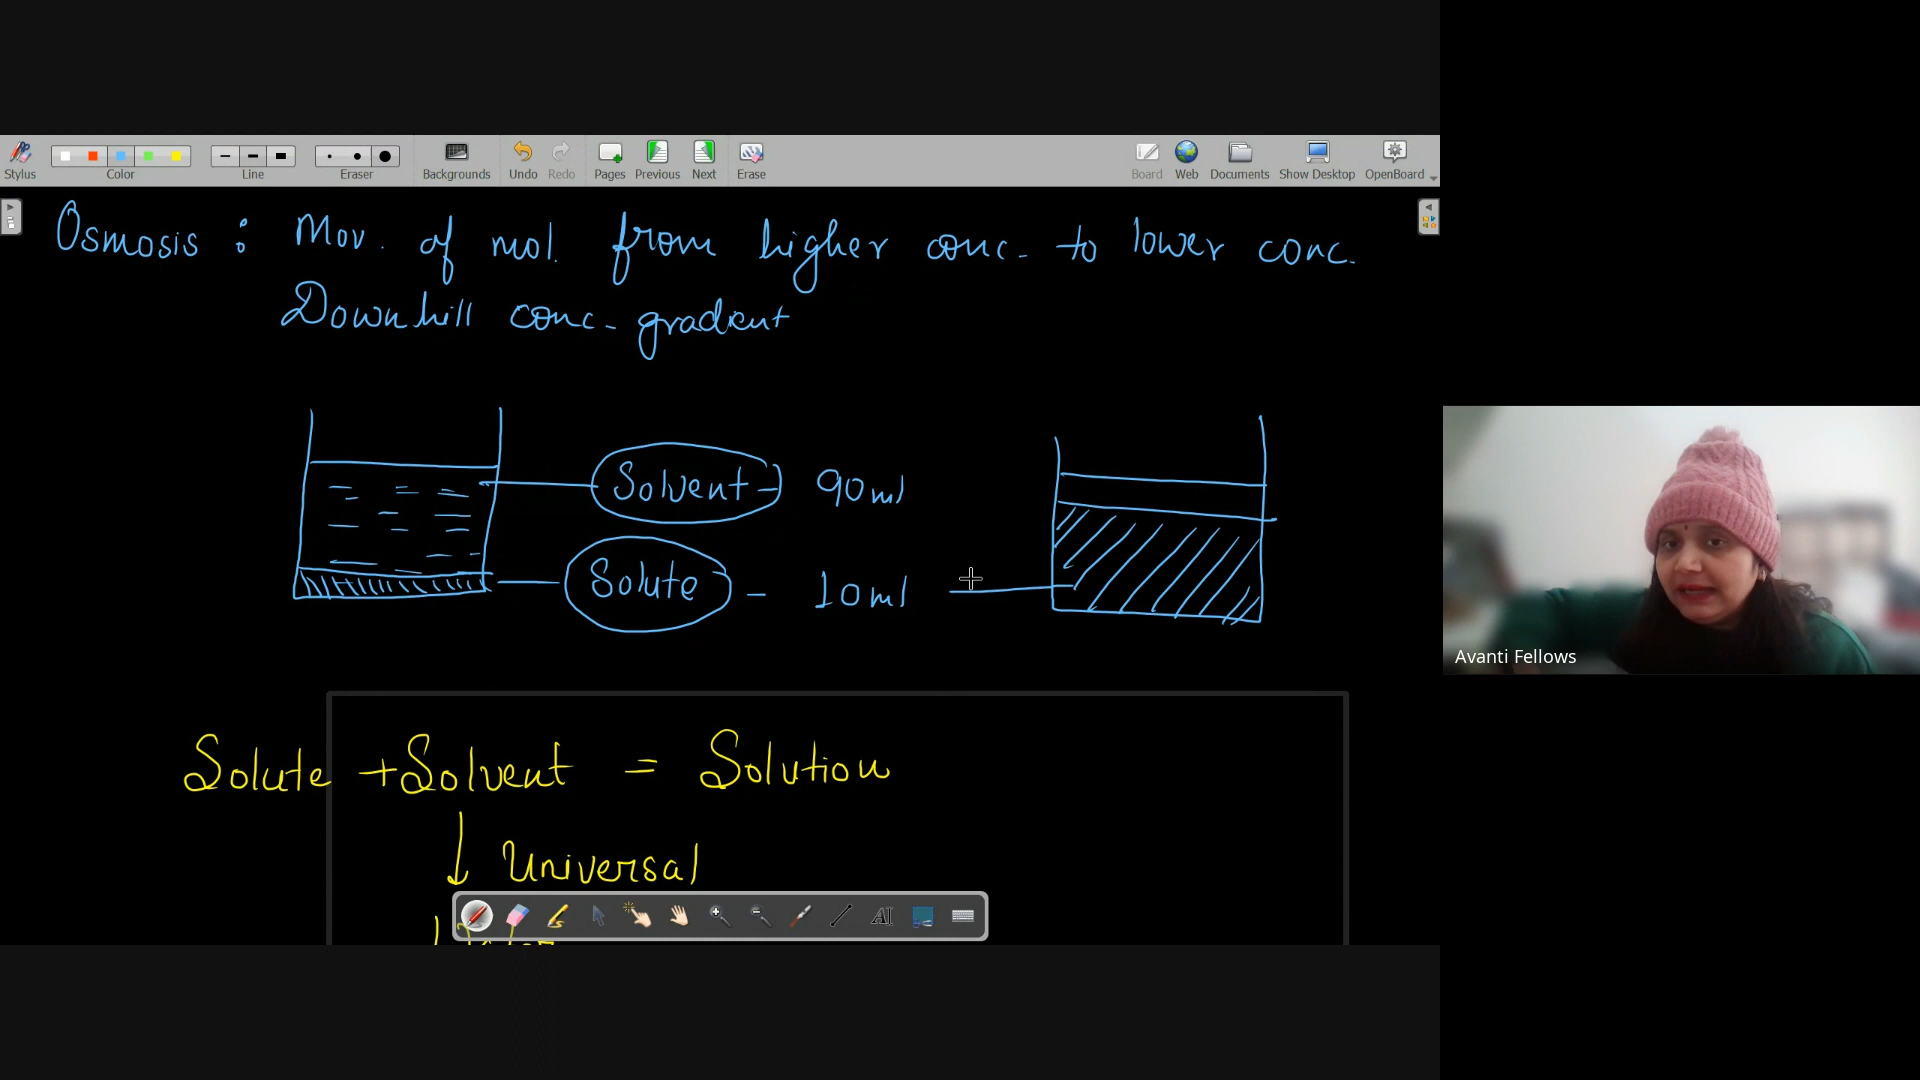 Stylus Color Line Eraser Backgrounds Undo Redo Pages Previous Next Erase Board Web Documents Show Desktop OpenBoard
Osmosis : Mov. of mol. from higher conc. to lower conc.
Downhill conc. gradient
Solvent - 90ml
Solute - 10ml
Avanti Fellows
Solute + Solvent = Solution
↓ Universal
AI